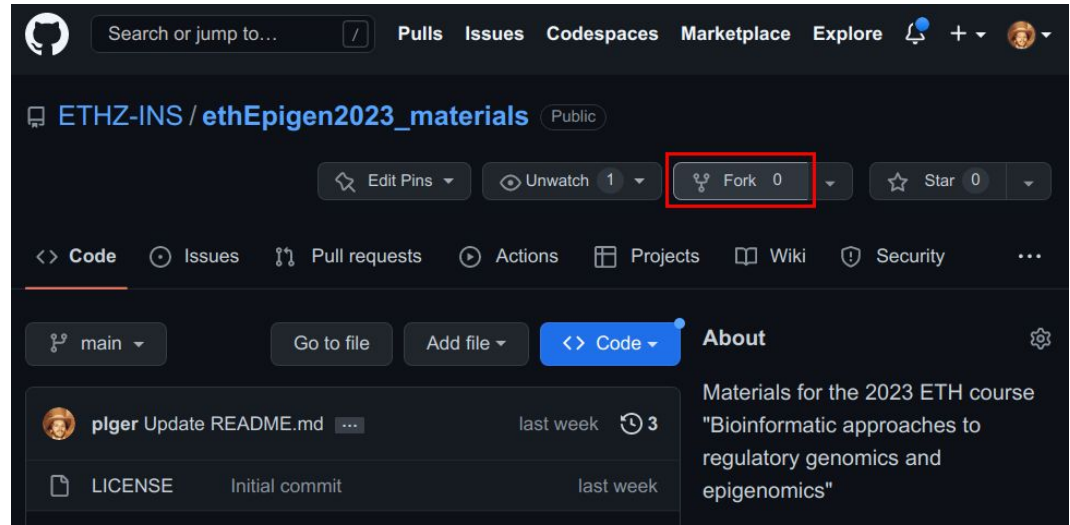 Search or jump to... / Pulls Issues Codespaces Marketplace Explore
ETHZ-INS / ethEpigen2023_materials Public
Edit Pins Unwatch 1 Fork 0 Star 0
Code Issues Pull requests Actions Projects Wiki Security ...
main Go to file Add file Code
About
Materials for the 2023 ETH course
"Bioinformatic approaches to
regulatory genomics and
epigenomics"
plger Update README.md ... last week 3
LICENSE Initial commit last week